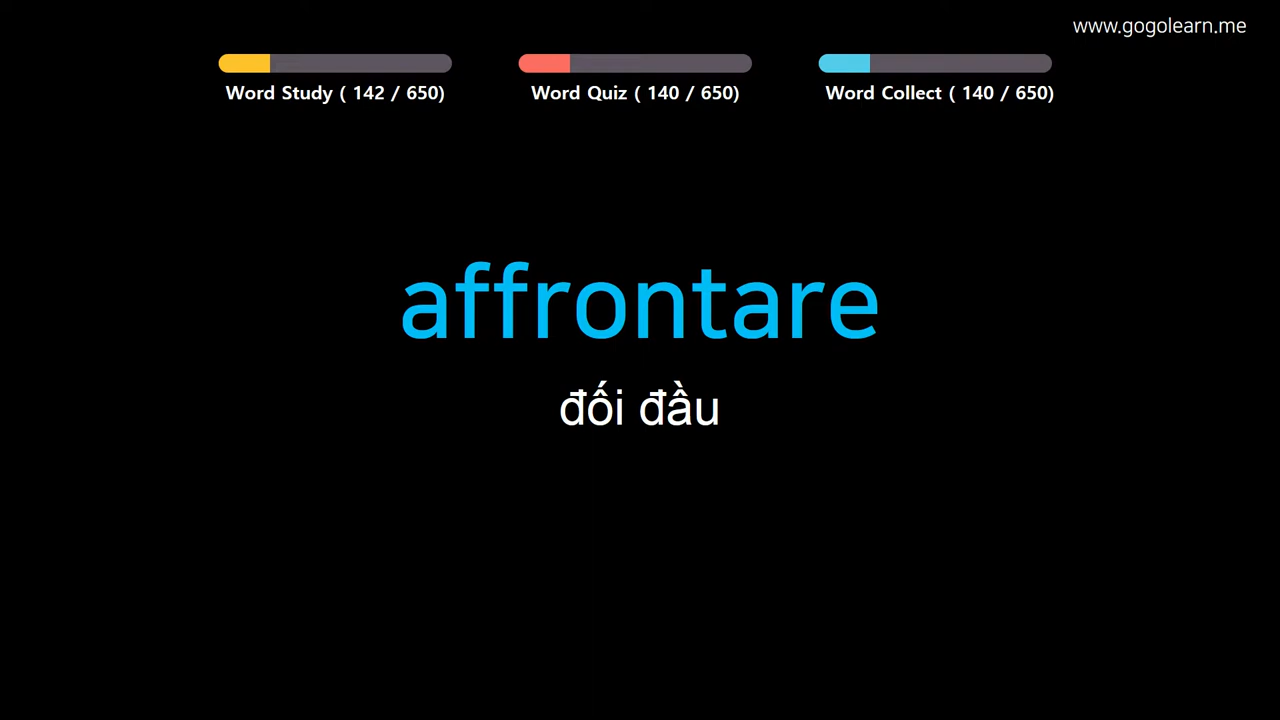 www.gogolearn.me
Word Study ( 142 / 650)
Word Quiz ( 140 / 650)
Word Collect ( 140 / 650)
affrontare
đối đầu